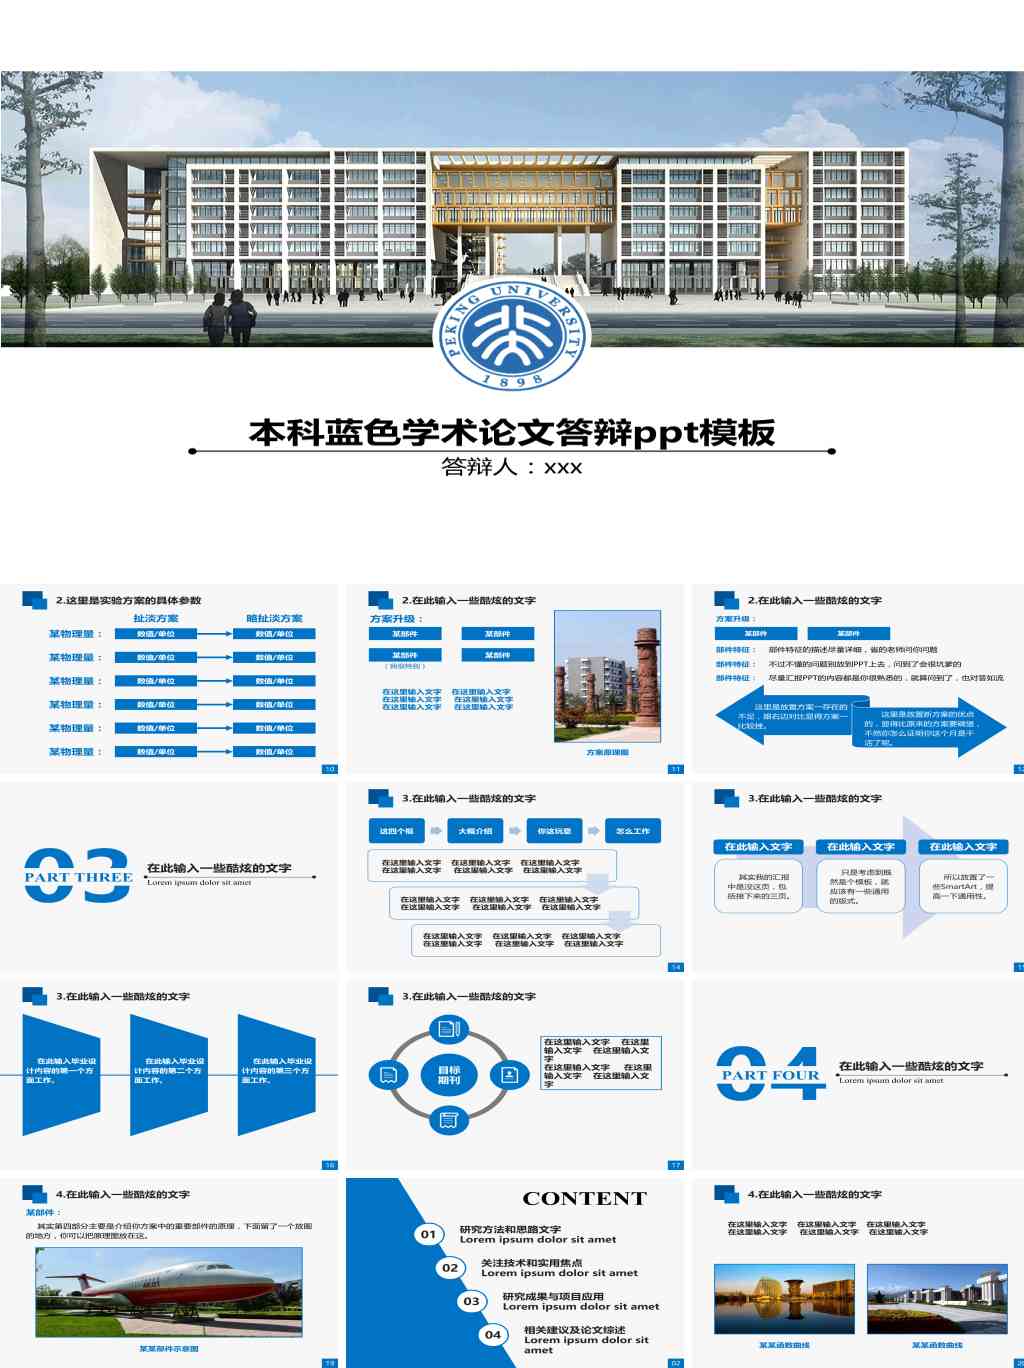 PEKING UNIVERSITY
1898
本科蓝色学术论文答辩ppt模板
答辩人：xxx
2.这里是实验方案的具体参数
扯淡方案 略扯淡方案
某物理量： 数值/单位 数值/单位
某物理量： 数值/单位 数值/单位
某物理量： 数值/单位 数值/单位
某物理量： 数值/单位 数值/单位
某物理量： 数值/单位 数值/单位
某物理量： 数值/单位 数值/单位
10
2.在此输入一些酷炫的文字
方案升级：
某部件 某部件
某部件 某部件
在这里输入文字 在这里输入文字
在这里输入文字 在这里输入文字
在这里输入文字 在这里输入文字
方案原理图
11
2.在此输入一些酷炫的文字
方案升级：
某部件 某部件
部件特征： 部件特征的描述尽量详细，省的老师问你问题
部件特征： 不过不懂的问题别放到PPT上去，问到了会很坑爹的
部件特征： 尽量汇报PPT的内容都是你很熟悉的，就算问到了，也对答如流
这里是放置方案一存在的
不足，跟右边对比显得方案一
比较挫。
这里是放置新方案的优点
的，显得比原来的方案要碉堡，
不然你怎么证明你这个月是干
活了呢。
03
PART THREE
在此输入一些酷炫的文字
Lorem ipsum dolor sit amet
3.在此输入一些酷炫的文字
这四个框 大概介绍 你这玩意 怎么工作
在这里输入文字 在这里输入文字 在这里输入文字
在这里输入文字 在这里输入文字 在这里输入文字
在这里输入文字 在这里输入文字 在这里输入文字
在这里输入文字 在这里输入文字 在这里输入文字
在这里输入文字 在这里输入文字 在这里输入文字
在这里输入文字 在这里输入文字 在这里输入文字
14
3.在此输入一些酷炫的文字
在此输入文字 在此输入文字 在此输入文字
其实我的汇报
中是没这页，包
括接下来的三页。
只是考虑到既
然是个模板，就
应该有一些通用
的版式。
所以放置了一
些SmartArt，提
高一下通用性。
3.在此输入一些酷炫的文字
在此输入毕业设
计内容的第一个方
面工作。
在此输入毕业设
计内容的第二个方
面工作。
在此输入毕业设
计内容的第三个方
面工作。
16
3.在此输入一些酷炫的文字
目标
期刊
在这里输入文字 在这里
输入文字 在这里输入文
字
在这里输入文字 在这里
输入文字 在这里输入文
字
17
04
PART FOUR
在此输入一些酷炫的文字
Lorem ipsum dolor sit amet
4.在此输入一些酷炫的文字
某部件：
其实第四部分主要是介绍你方案中的重要部件的原理，下面留了一个放图
的地方，你可以把原理图放在这。
某某部件示意图
19
CONTENT
01 研究方法和思路文字
Lorem ipsum dolor sit amet
02 关注技术和实用焦点
Lorem ipsum dolor sit amet
03 研究成果与项目应用
Lorem ipsum dolor sit amet
04 相关建议及论文综述
Lorem ipsum dolor sit
amet
02
4.在此输入一些酷炫的文字
在这里输入文字 在这里输入文字 在这里输入文字
在这里输入文字 在这里输入文字 在这里输入文字
某某函数曲线 某某函数曲线